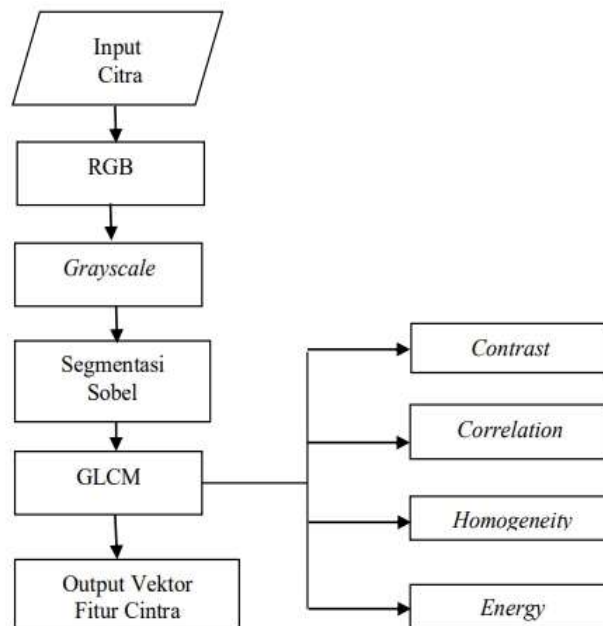 Input
Citra
RGB
Grayscale
Segmentasi
Sobel
GLCM
Output Vektor
Fitur Cintra
Contrast
Correlation
Homogeneity
Energy